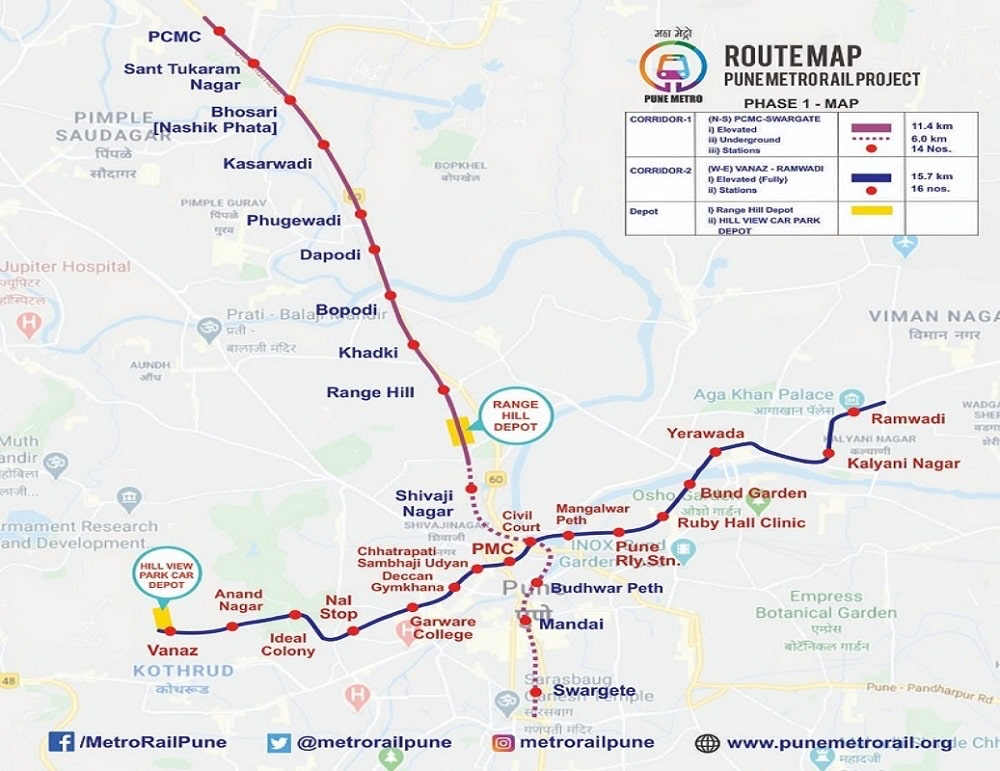 मह्य मेट्रो
PUNE METRO
ROUTE MAP
PUNE METRO RAIL PROJECT
PHASE 1 - MAP
CORRIDOR-1 (N-S) PCMC-SWARGATE
i) Elevated 11.4 km
ii) Underground 6.0 km
iii) Stations 14 Nos.
CORRIDOR-2 (W-E) VANAZ - RAMWADI
I) Elevated (Fully) 15.7 km
ii) Stations 16 nos.
Depot I) Range Hill Depot
ii) HILL VIEW CAR PARK
DEPOT
PCMC
Sant Tukaram
Nagar
Bhosari
[Nashik Phata]
PIMPLE
SAUDAGAR
पिंपळे
सौदागर
Kasarwadi
BOPKHEL
बोपखेल
PIMPLE GURAV
पिंपळे
गुरव
Phugewadi
60
Dapodi
Jupiter Hospital
ज्यूपिटर
हॉस्पिटल
Bopodi
Prati - Balaji Mandir
प्रती -
बालाजी मंदिर
VIMAN NAGA
विमान नगर
Khadki
AUNDH
औंध
Range Hill
RANGE
HILL
DEPOT
Aga Khan Palace
आगाखान पॅलेस
Ramwadi
WADG
SHERI
वडग
Yerawada
KALYANI NAGAR
कल्याणी
Kalyani Nagar
Muth
andir
60
Shivaji
Nagar
SHIVAJINAGAR
शिवाजी
नगर
Osho Garden
ओशो गार्डन
Bund Garden
Ruby Hall Clinic
Mangalwar
Peth
Civil
Court
Armament Research
and Development...
PMC
INOX Bund
Garden
Pune
Rly.Stn.
Chhatrapati
Sambhaji Udyan
Deccan
Gymkhana
HILL VIEW
PARK CAR
DEPOT
Pune
पुणे
Budhwar Peth
Anand
Nagar
Nal
Stop
Garware
College
Ideal
Colony
Vanaz
Mandai
Empress
Botanical Garden
एम्प्रेस
बोटॅनिकल गार्डन
KOTHRUD
कोथरूड
48
Swargete
Sarasbaug
Ganesh Temple
सारसबाग
गणपती मंदिर
Pune - Pandharpur Rd
/MetroRailPune
@metrorailpune
metrorailpune
www.punemetrorail.org